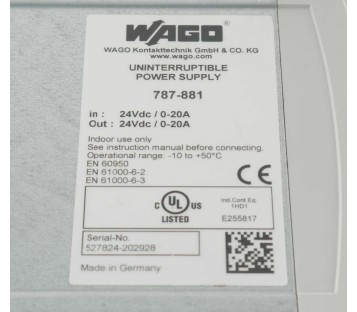 WAGO®
WAGO Kontakttechnik GmbH & CO. KG
www.wago.com
UNINTERRUPTIBLE
POWER SUPPLY
787-881
in : 24Vdc / 0-20A
Out : 24Vdc / 0-20A
Indoor use only
See instruction manual before connecting.
Operational range: -10 to +50°C
EN 60950
EN 61000-6-2
EN 61000-6-3
CE
C UL US
LISTED
Ind.Cont.Eq.
1HD1
E255817
Serial-No.
527824-202928
Made in Germany